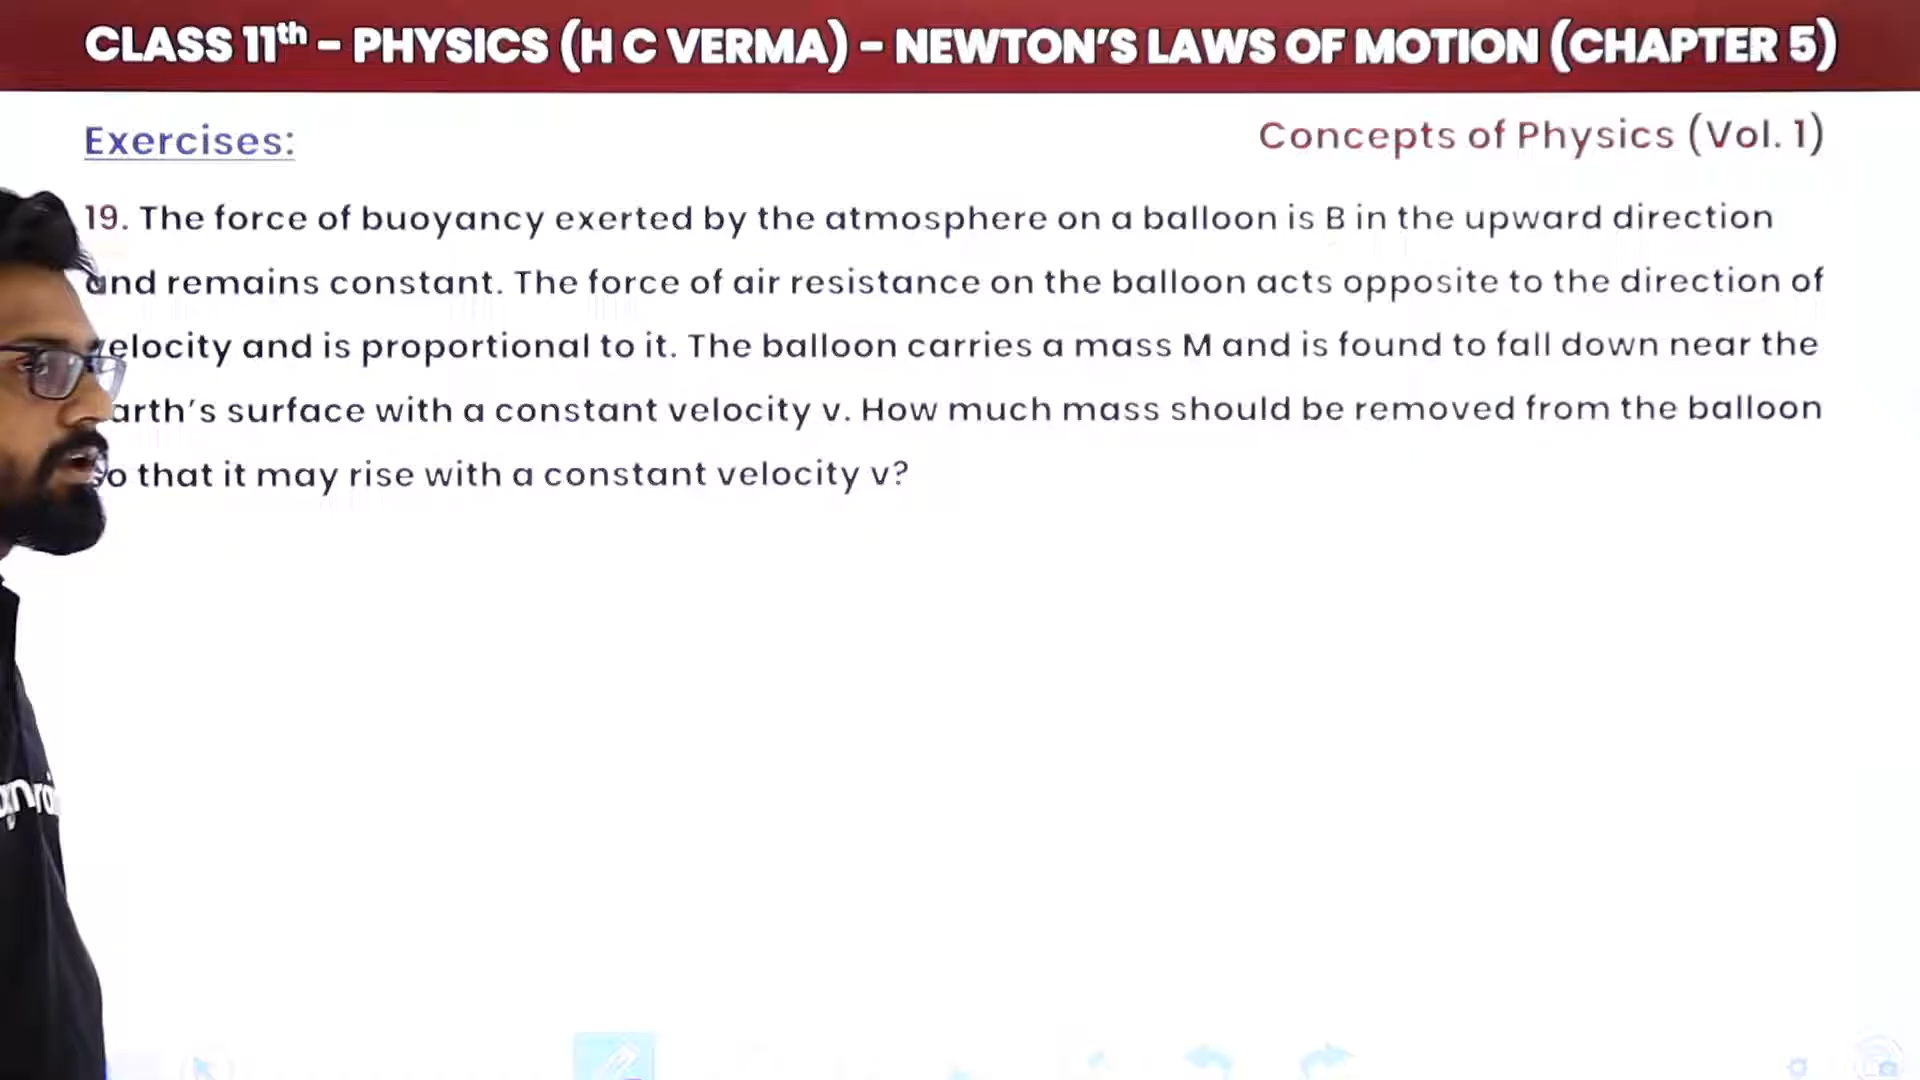 CLASS 11th – PHYSICS (H C VERMA) – NEWTON'S LAWS OF MOTION (CHAPTER 5)
Exercises:
Concepts of Physics (Vol. 1)
19. The force of buoyancy exerted by the atmosphere on a balloon is B in the upward direction
and remains constant. The force of air resistance on the balloon acts opposite to the direction of
velocity and is proportional to it. The balloon carries a mass M and is found to fall down near the
earth's surface with a constant velocity v. How much mass should be removed from the balloon
so that it may rise with a constant velocity v?